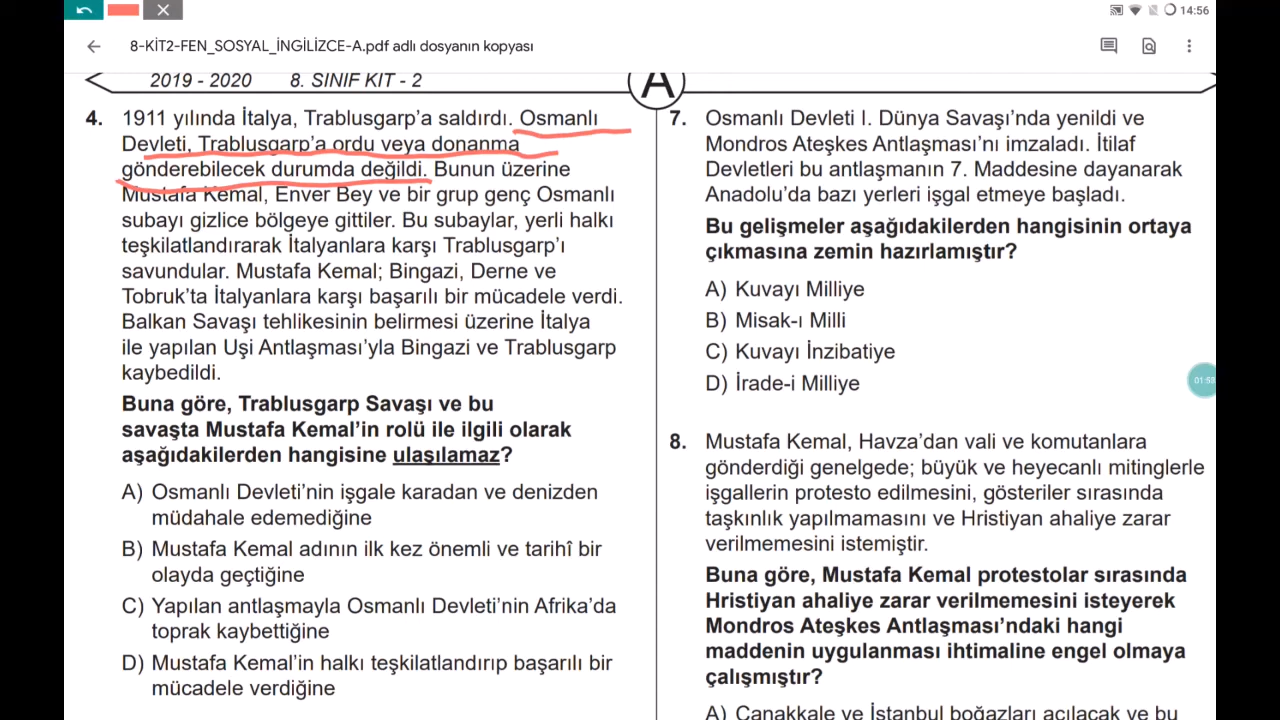 14:56
8-KİT2-FEN_SOSYAL_İNGİLİZCE-A.pdf adlı dosyanın kopyası
2019 - 2020 8. SINIF KIT - 2
A
4. 1911 yılında İtalya, Trablusgarp'a saldırdı. Osmanlı
Devleti, Trablusgarp'a ordu veya donanma
gönderebilecek durumda değildi. Bunun üzerine
Mustafa Kemal, Enver Bey ve bir grup genç Osmanlı
subayı gizlice bölgeye gittiler. Bu subaylar, yerli halkı
teşkilatlandırarak İtalyanlara karşı Trablusgarp'ı
savundular. Mustafa Kemal; Bingazi, Derne ve
Tobruk'ta İtalyanlara karşı başarılı bir mücadele verdi.
Balkan Savaşı tehlikesinin belirmesi üzerine İtalya
ile yapılan Uşi Antlaşması'yla Bingazi ve Trablusgarp
kaybedildi.
Buna göre, Trablusgarp Savaşı ve bu
savaşta Mustafa Kemal'in rolü ile ilgili olarak
aşağıdakilerden hangisine ulaşılamaz?
A) Osmanlı Devleti'nin işgale karadan ve denizden
müdahale edemediğine
B) Mustafa Kemal adının ilk kez önemli ve tarihî bir
olayda geçtiğine
C) Yapılan antlaşmayla Osmanlı Devleti'nin Afrika'da
toprak kaybettiğine
D) Mustafa Kemal'in halkı teşkilatlandırıp başarılı bir
mücadele verdiğine
7. Osmanlı Devleti I. Dünya Savaşı'nda yenildi ve
Mondros Ateşkes Antlaşması'nı imzaladı. İtilaf
Devletleri bu antlaşmanın 7. Maddesine dayanarak
Anadolu'da bazı yerleri işgal etmeye başladı.
Bu gelişmeler aşağıdakilerden hangisinin ortaya
çıkmasına zemin hazırlamıştır?
A) Kuvayı Milliye
B) Misak-ı Milli
C) Kuvayı İnzibatiye
D) İrade-i Milliye
8. Mustafa Kemal, Havza'dan vali ve komutanlara
gönderdiği genelgede; büyük ve heyecanlı mitinglerle
işgallerin protesto edilmesini, gösteriler sırasında
taşkınlık yapılmamasını ve Hristiyan ahaliye zarar
verilmemesini istemiştir.
Buna göre, Mustafa Kemal protestolar sırasında
Hristiyan ahaliye zarar verilmemesini isteyerek
Mondros Ateşkes Antlaşması'ndaki hangi
maddenin uygulanması ihtimaline engel olmaya
çalışmıştır?
A) Çanakkale ve İstanbul boğazları açılacak ve bu